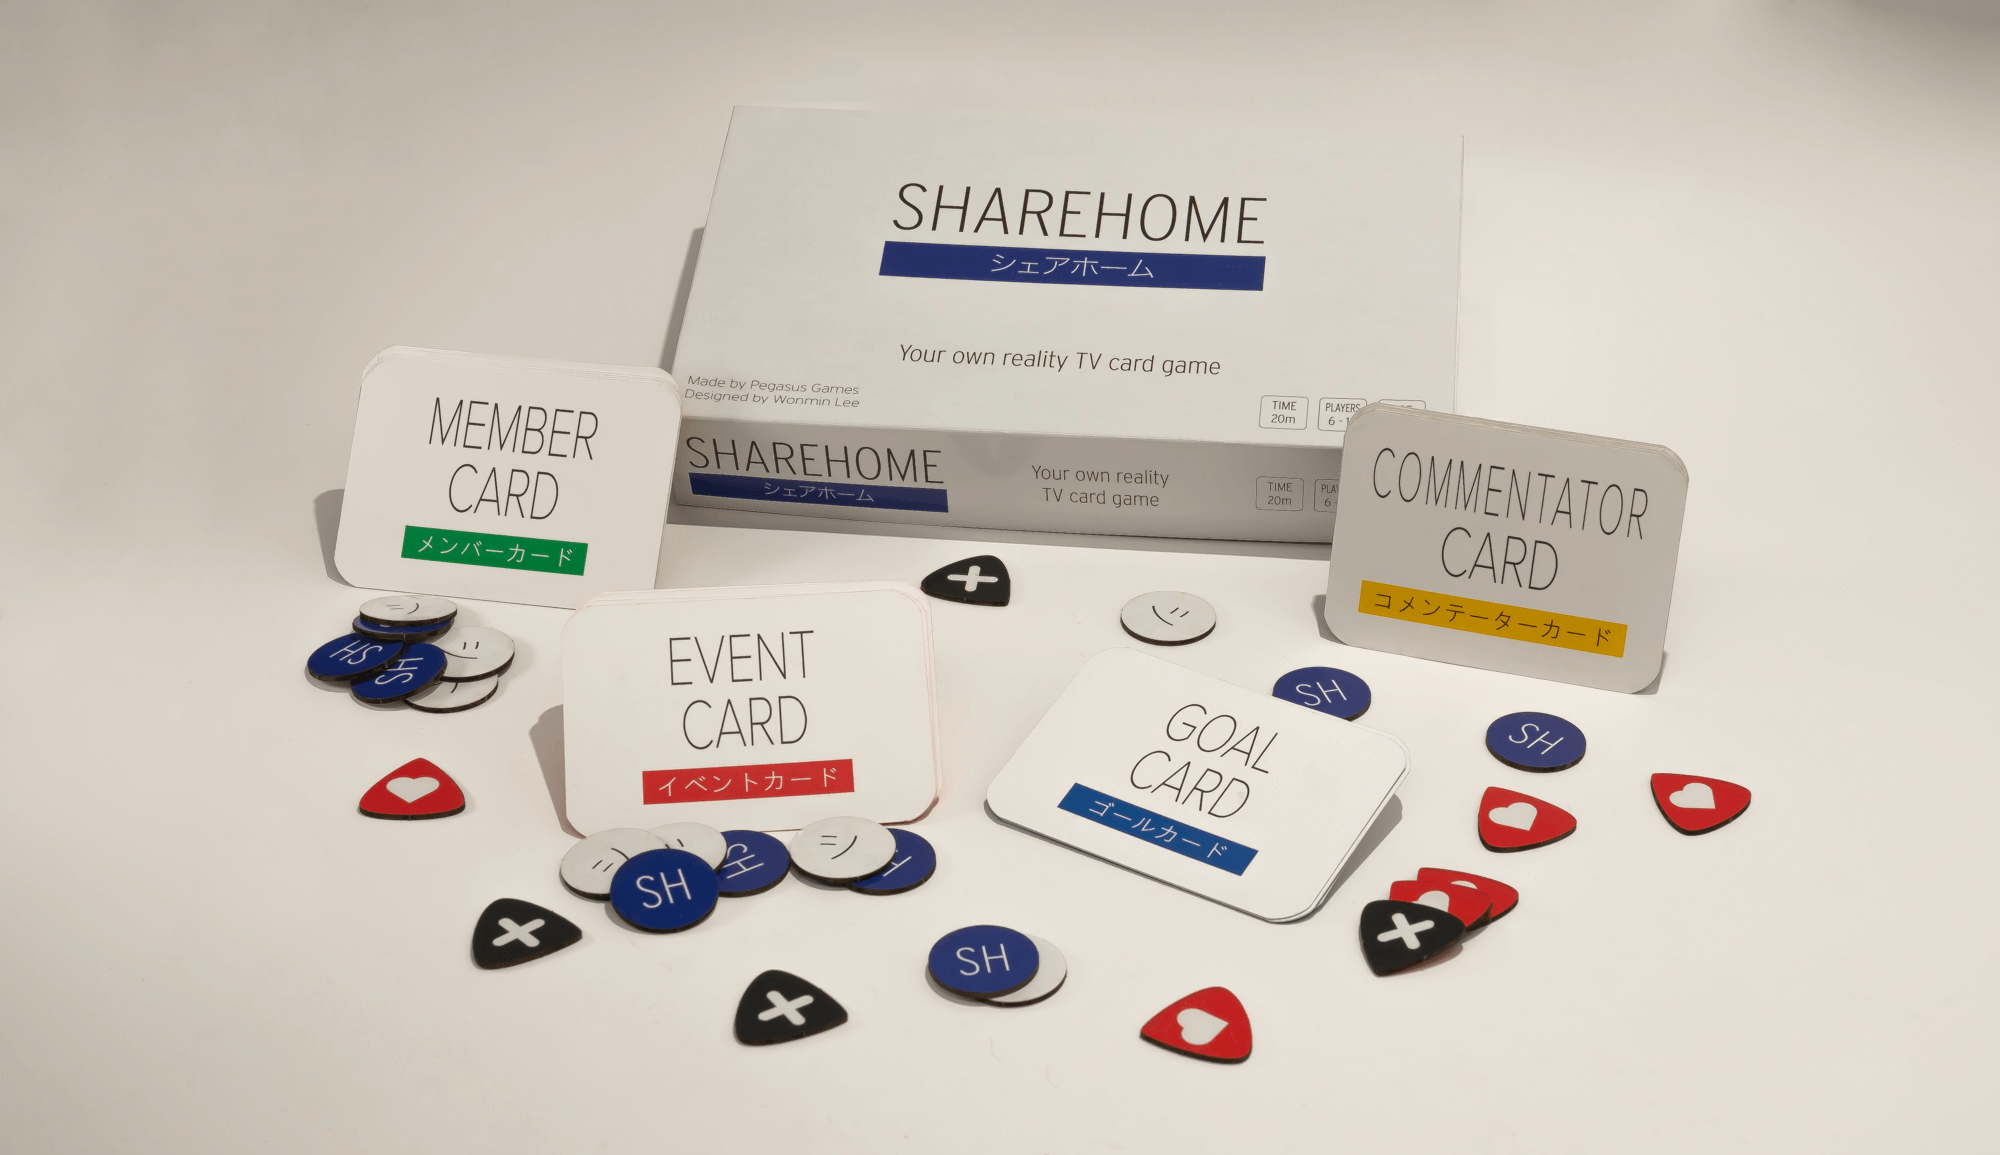 SHAREHOME
シェアホーム
Your own reality TV card game
Made by Pegasus Games
Designed by Wonmin Lee
TIME
20m
PLAYERS
6 -
SHAREHOME
シェアホーム
Your own reality
TV card game
TIME
20m
6
MEMBER
CARD
メンバーカード
COMMENTATOR
CARD
コメンテーターカード
EVENT
CARD
イベントカード
GOAL
CARD
ゴールカード
SH
SH
SH
SH
SH
SH
SH
SH